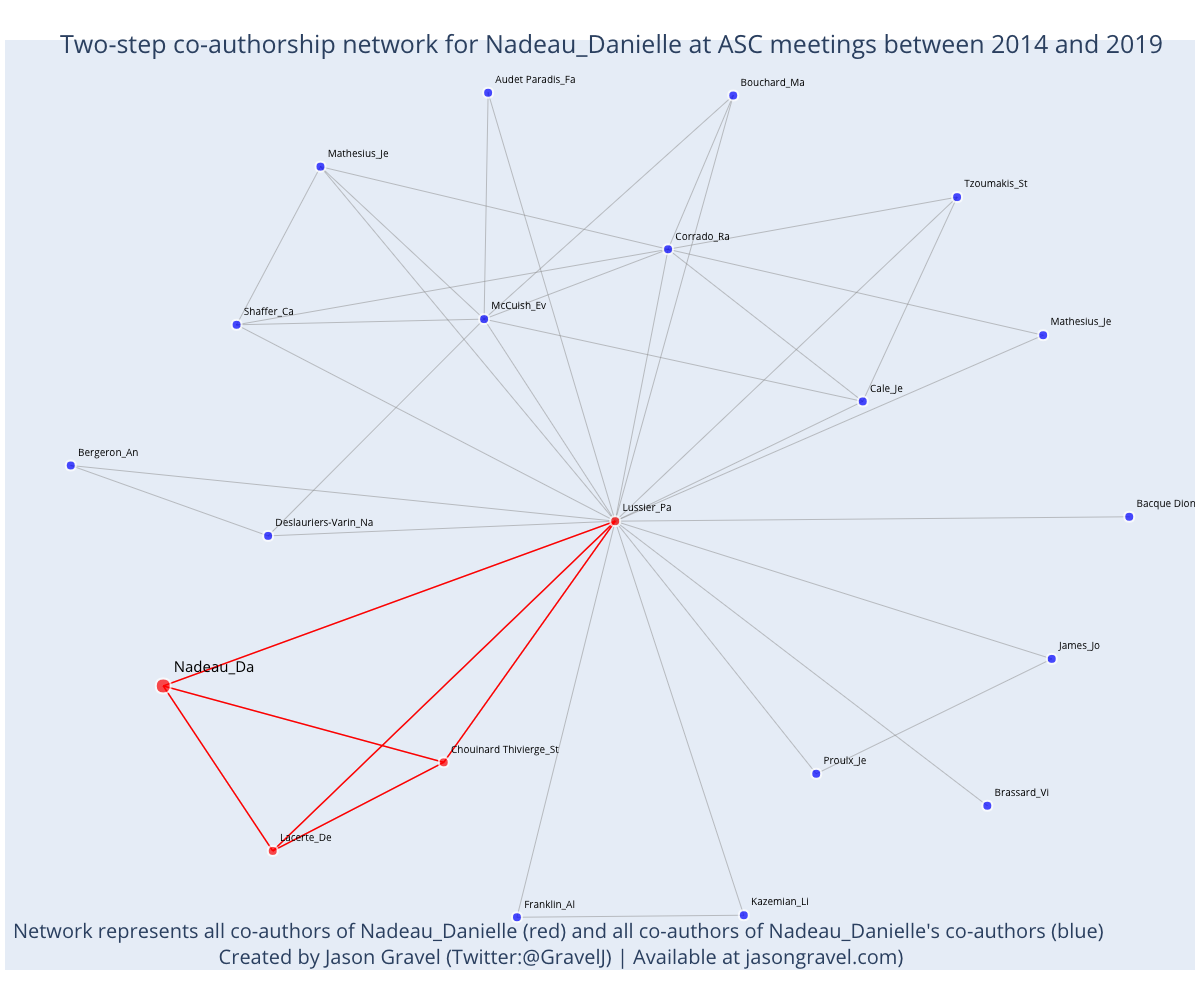 Two-step co-authorship network for Nadeau_Danielle at ASC meetings between 2014 and 2019
Audet Paradis_Fa
Bouchard_Ma
Mathesius_Je
Tzoumakis_St
Corrado_Ra
Shaffer_Ca
McCuish_Ev
Mathesius_Je
Cale_Je
Bergeron_An
Deslauriers-Varin_Na
Lussier_Pa
Bacque Dion
James_Jo
Nadeau_Da
Chouinard Thivierge_St
Proulx_Je
Brassard_Vi
Lacerte_De
Franklin_Al
Kazemian_Li
Network represents all co-authors of Nadeau_Danielle (red) and all co-authors of Nadeau_Danielle's co-authors (blue)
Created by Jason Gravel (Twitter:@GravelJ) | Available at jasongravel.com)